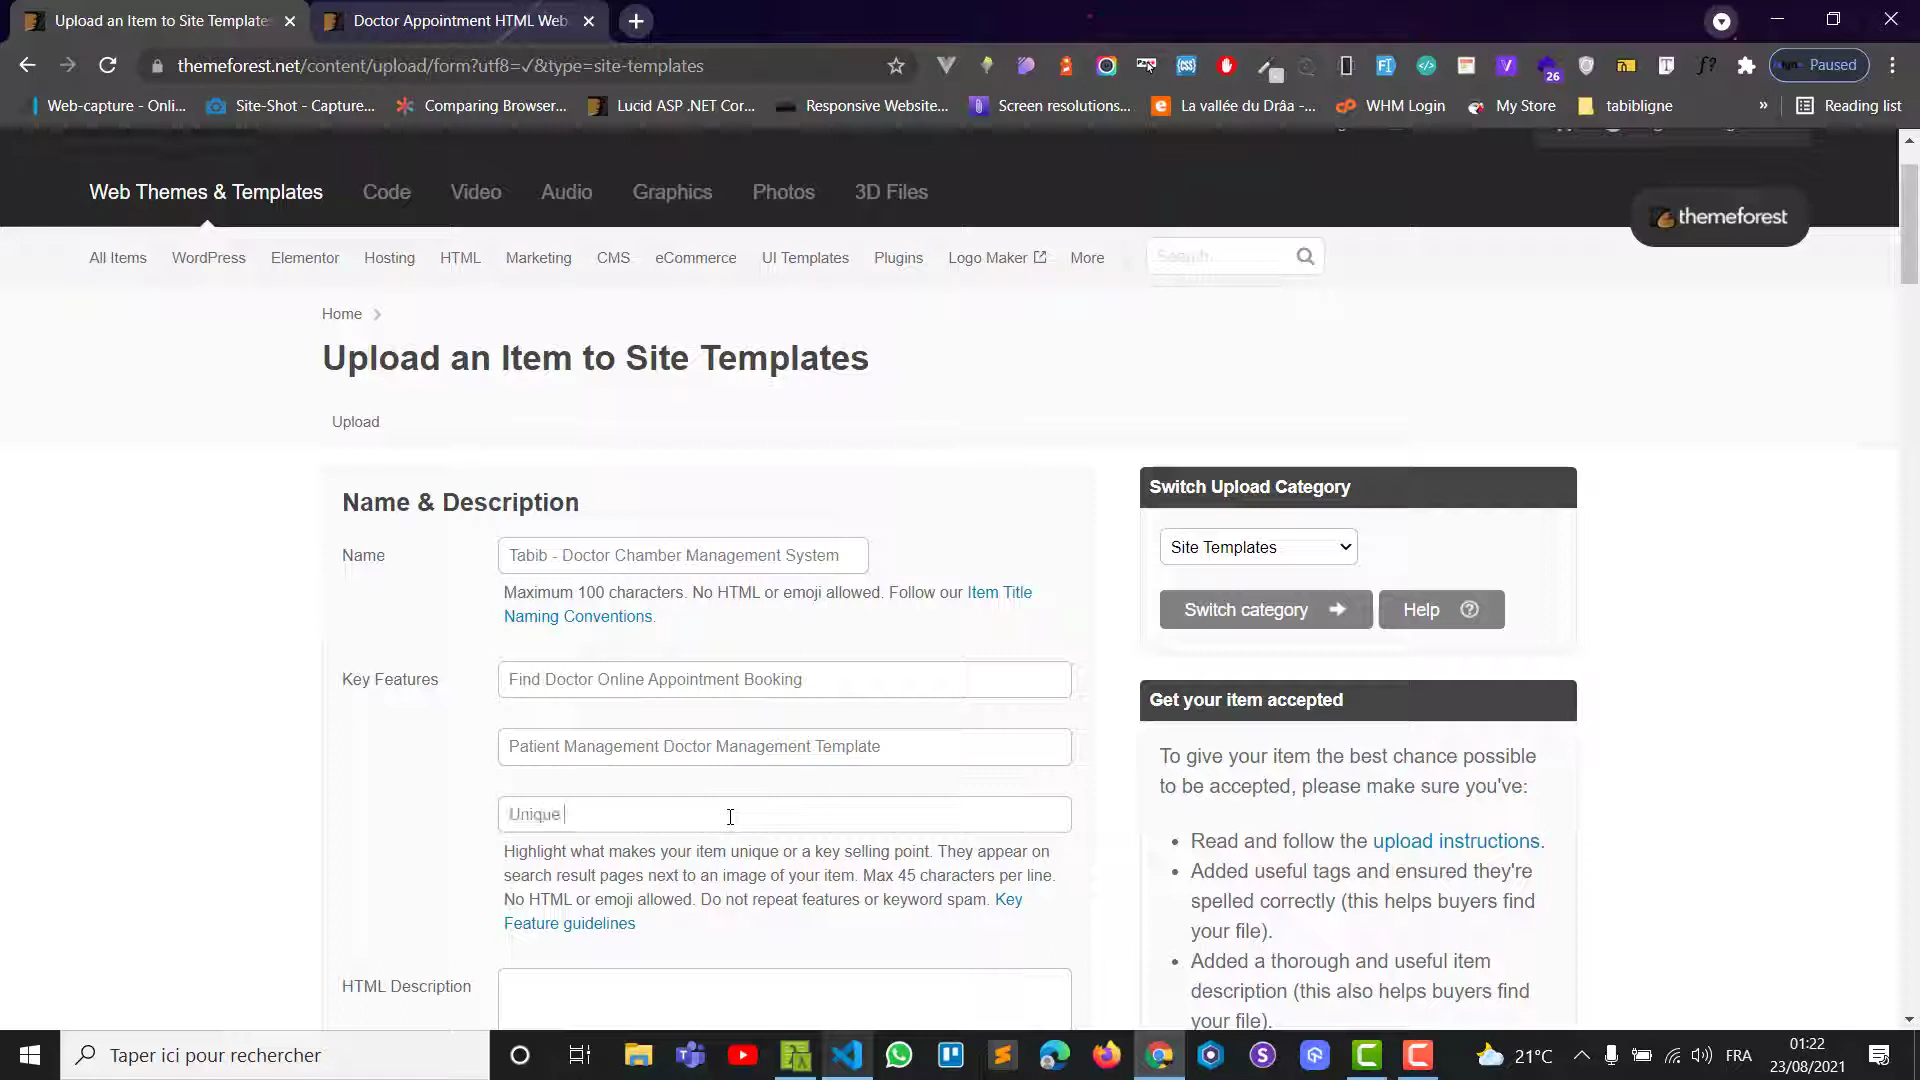 Upload an Item to Site Templates
Doctor Appointment HTML Web
themeforest.net/content/upload/form?utf8=✓&type=site-templates
26
Paused
Web-capture - Onli...
Site-Shot - Capture...
Comparing Browser...
Lucid ASP .NET Cor...
Responsive Website...
Screen resolutions...
La vallée du Drâa -...
WHM Login
My Store
tabibligne
»
Reading list
Web Themes & Templates
Code
Video
Audio
Graphics
Photos
3D Files
themeforest
All Items
WordPress
Elementor
Hosting
HTML
Marketing
CMS
eCommerce
UI Templates
Plugins
Logo Maker
More
Search
Home
Upload an Item to Site Templates
Upload
Name & Description
Name
Tabib - Doctor Chamber Management System
Maximum 100 characters. No HTML or emoji allowed. Follow our Item Title
Naming Conventions.
Key Features
Find Doctor Online Appointment Booking
Patient Management Doctor Management Template
Unique
Highlight what makes your item unique or a key selling point. They appear on
search result pages next to an image of your item. Max 45 characters per line.
No HTML or emoji allowed. Do not repeat features or keyword spam. Key
Feature guidelines
HTML Description
Switch Upload Category
Site Templates
Switch category
Help
Get your item accepted
To give your item the best chance possible
to be accepted, please make sure you've:
Read and follow the upload instructions.
Added useful tags and ensured they're
spelled correctly (this helps buyers find
your file).
Added a thorough and useful item
description (this also helps buyers find
your file).
Taper ici pour rechercher
21°C
FRA
01:22
23/08/2021